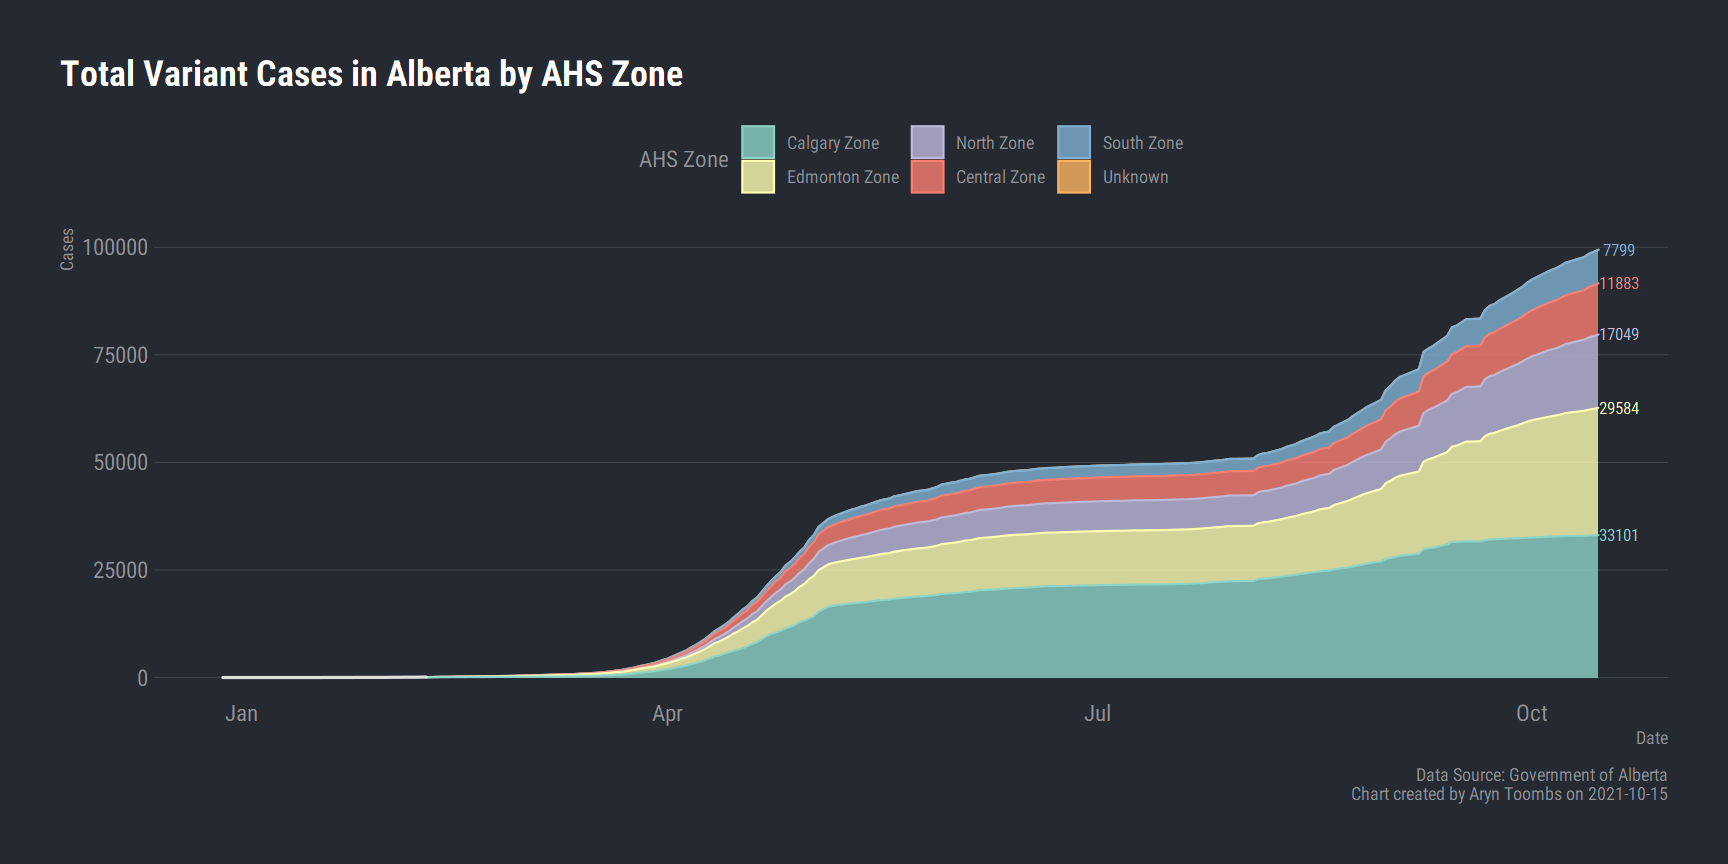 Total Variant Cases in Alberta by AHS Zone
AHS Zone
Calgary Zone
North Zone
South Zone
Edmonton Zone
Central Zone
Unknown
Cases
100000
75000
50000
25000
0
7799
11883
17049
29584
33101
Jan
Apr
Jul
Oct
Date
Data Source: Government of Alberta
Chart created by Aryn Toombs on 2021-10-15